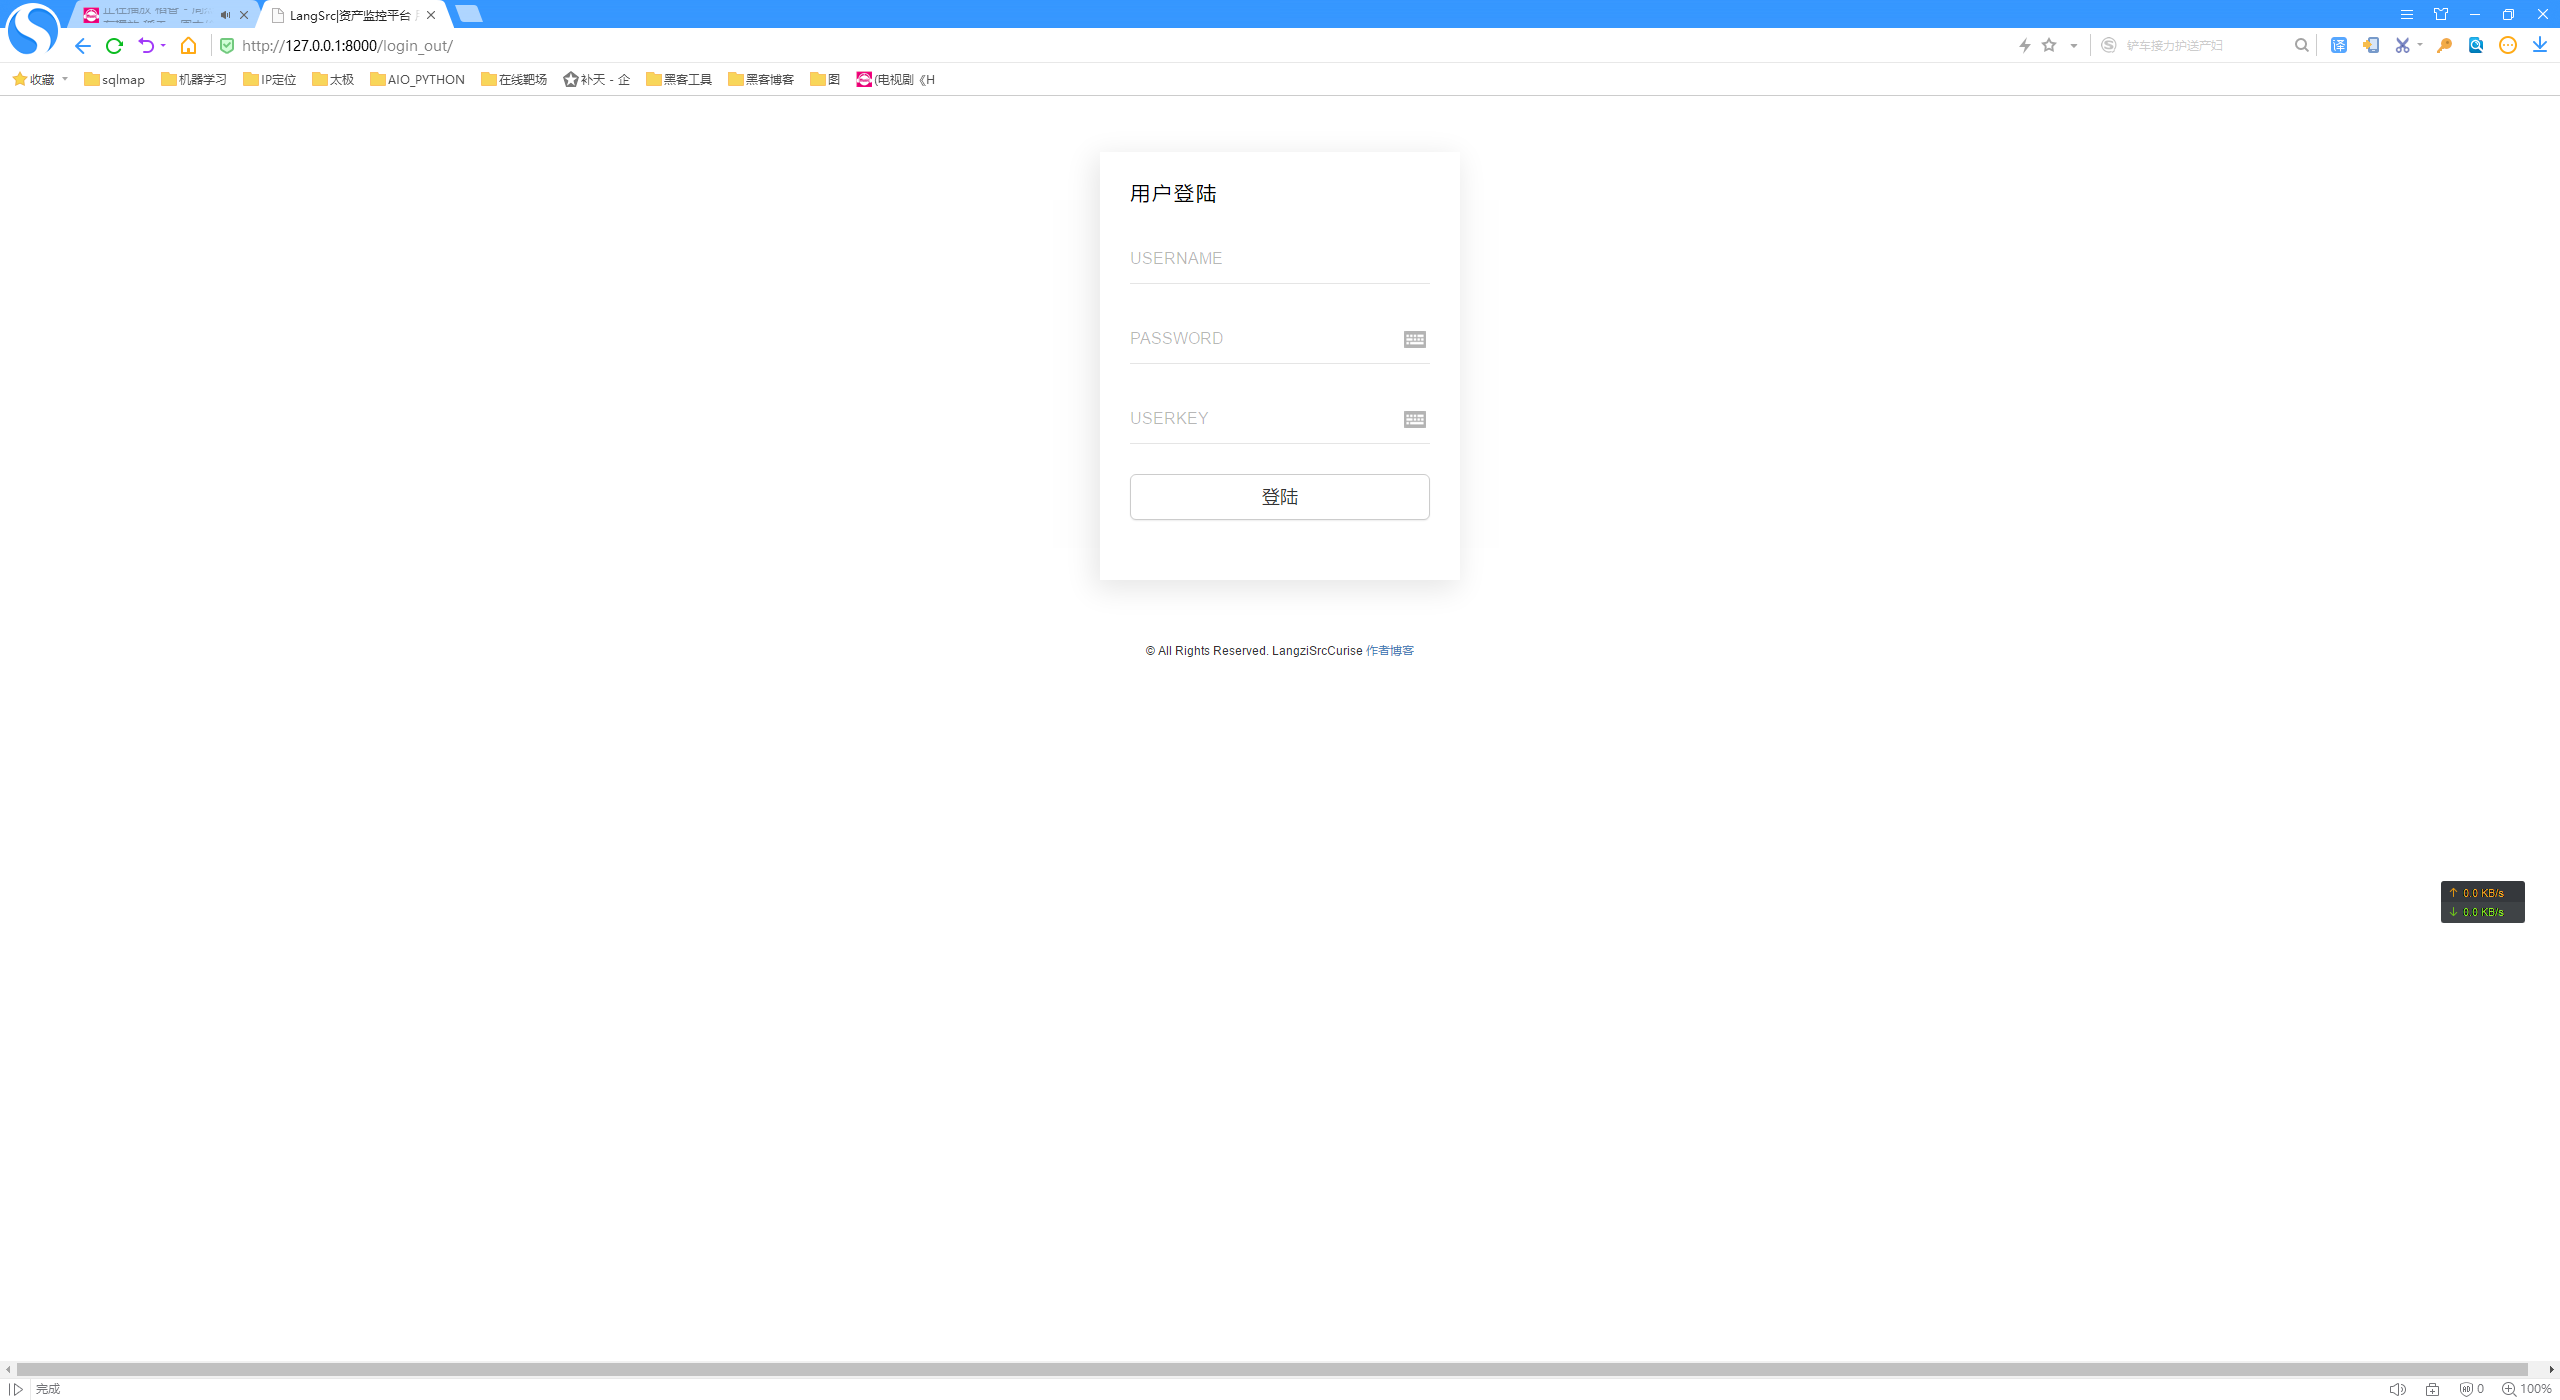 LangSrc|资产监控平台
http://127.0.0.1:8000/login_out/
铲车接力护送产妇
译
收藏
sqlmap
机器学习
IP定位
太极
AIO_PYTHON
在线靶场
补天 - 企
黑客工具
黑客博客
图
(电视剧《H
用户登陆
USERNAME
PASSWORD
USERKEY
登陆
© All Rights Reserved. LangziSrcCurise 作者博客
↑ 0.0 KB/s
↓ 0.0 KB/s
完成
0
100%